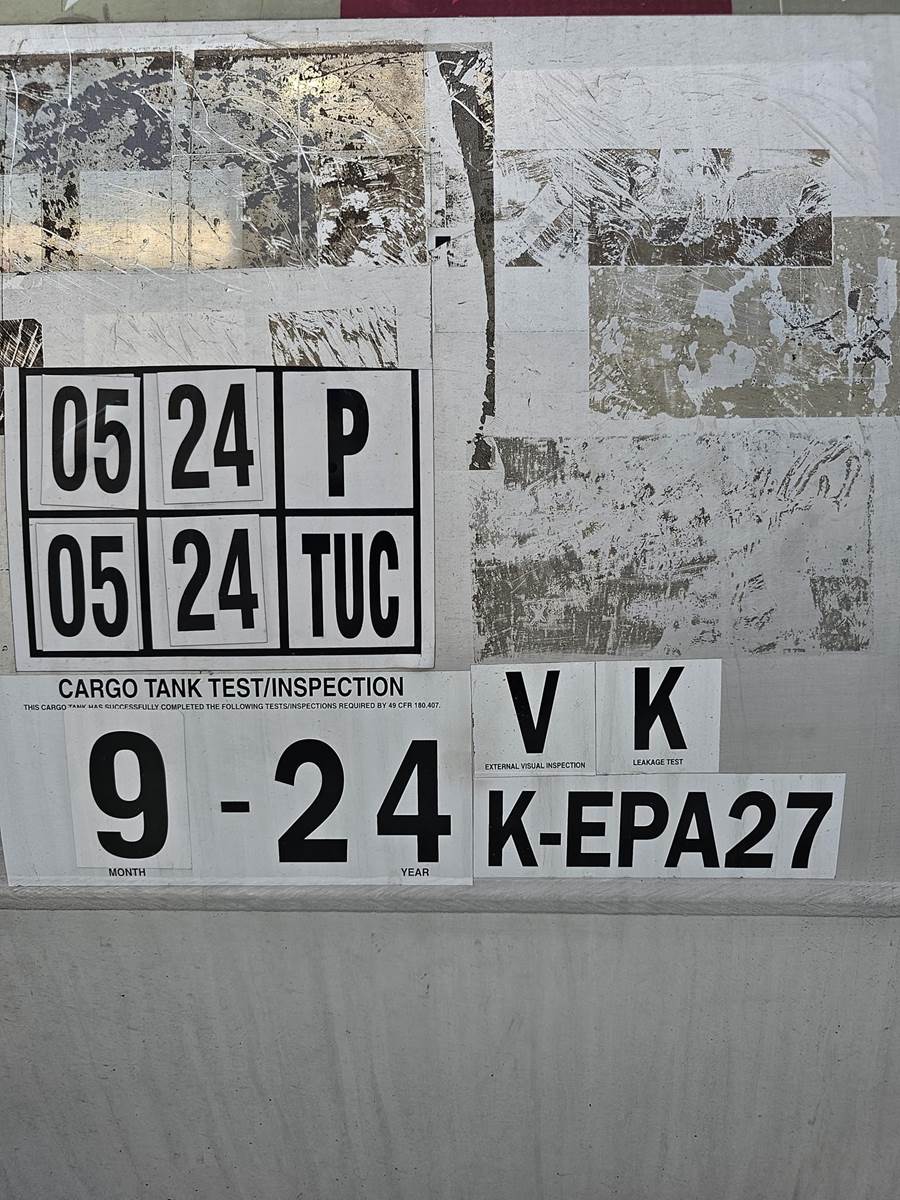 05 24 P
05 24 TUC
CARGO TANK TEST/INSPECTION
THIS CARGO TANK HAS SUCCESSFULLY COMPLETED THE FOLLOWING TESTS/INSPECTIONS REQUIRED BY 49 CFR 180.407.
9 - 24
MONTH YEAR
V K
EXTERNAL VISUAL INSPECTION LEAKAGE TEST
K-EPA27